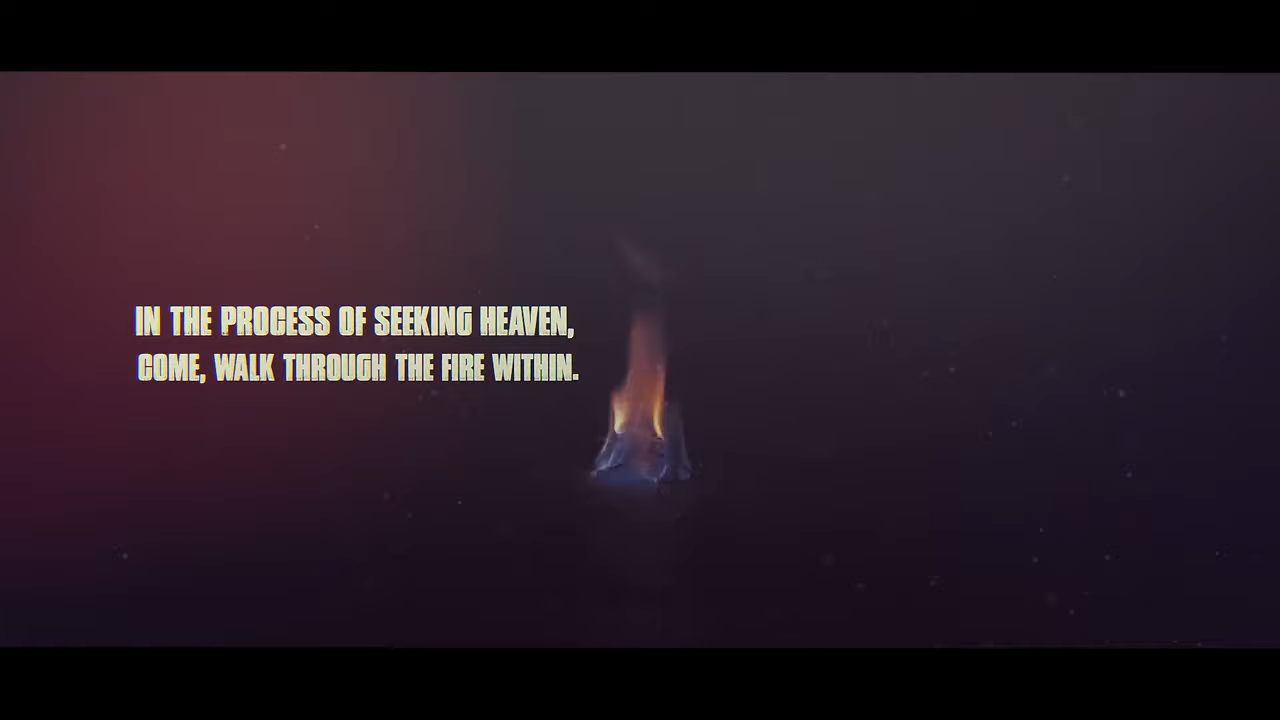 IN THE PROCESS OF SEEKING HEAVEN,
COME, WALK THROUGH THE FIRE WITHIN.